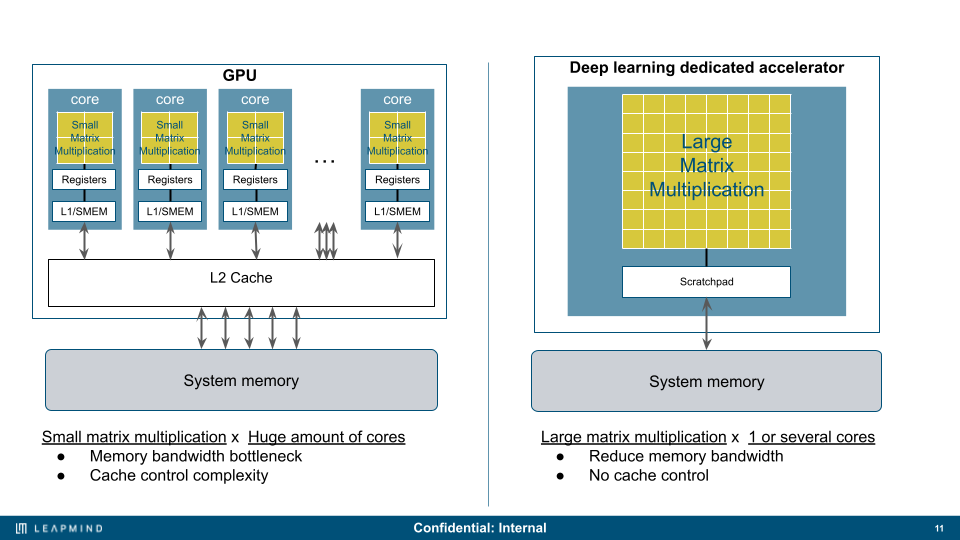 GPU
core
Small
Matrix
Multiplication
Registers
L1/SMEM
core
Small
Matrix
Multiplication
Registers
L1/SMEM
core
Small
Matrix
Multiplication
Registers
L1/SMEM
...
core
Small
Matrix
Multiplication
Registers
L1/SMEM
L2 Cache
System memory
Small matrix multiplication x Huge amount of cores
● Memory bandwidth bottleneck
● Cache control complexity
Deep learning dedicated accelerator
Large
Matrix
Multiplication
Scratchpad
System memory
Large matrix multiplication x 1 or several cores
● Reduce memory bandwidth
● No cache control
LEAPMIND
Confidential: Internal
11